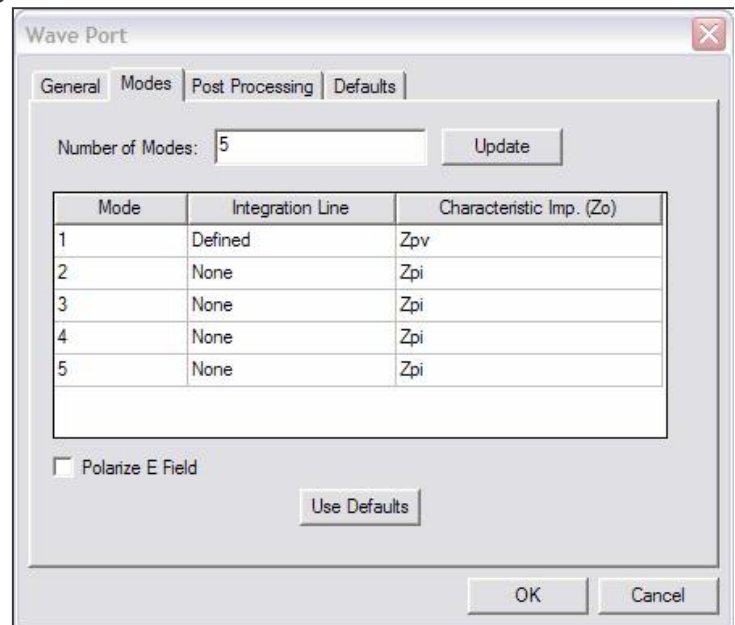 Wave Port
General Modes Post Processing Defaults
Number of Modes: 5 Update
Mode Integration Line Characteristic Imp. (Zo)
1 Defined Zpv
2 None Zpi
3 None Zpi
4 None Zpi
5 None Zpi
Polarize E Field
Use Defaults
OK Cancel